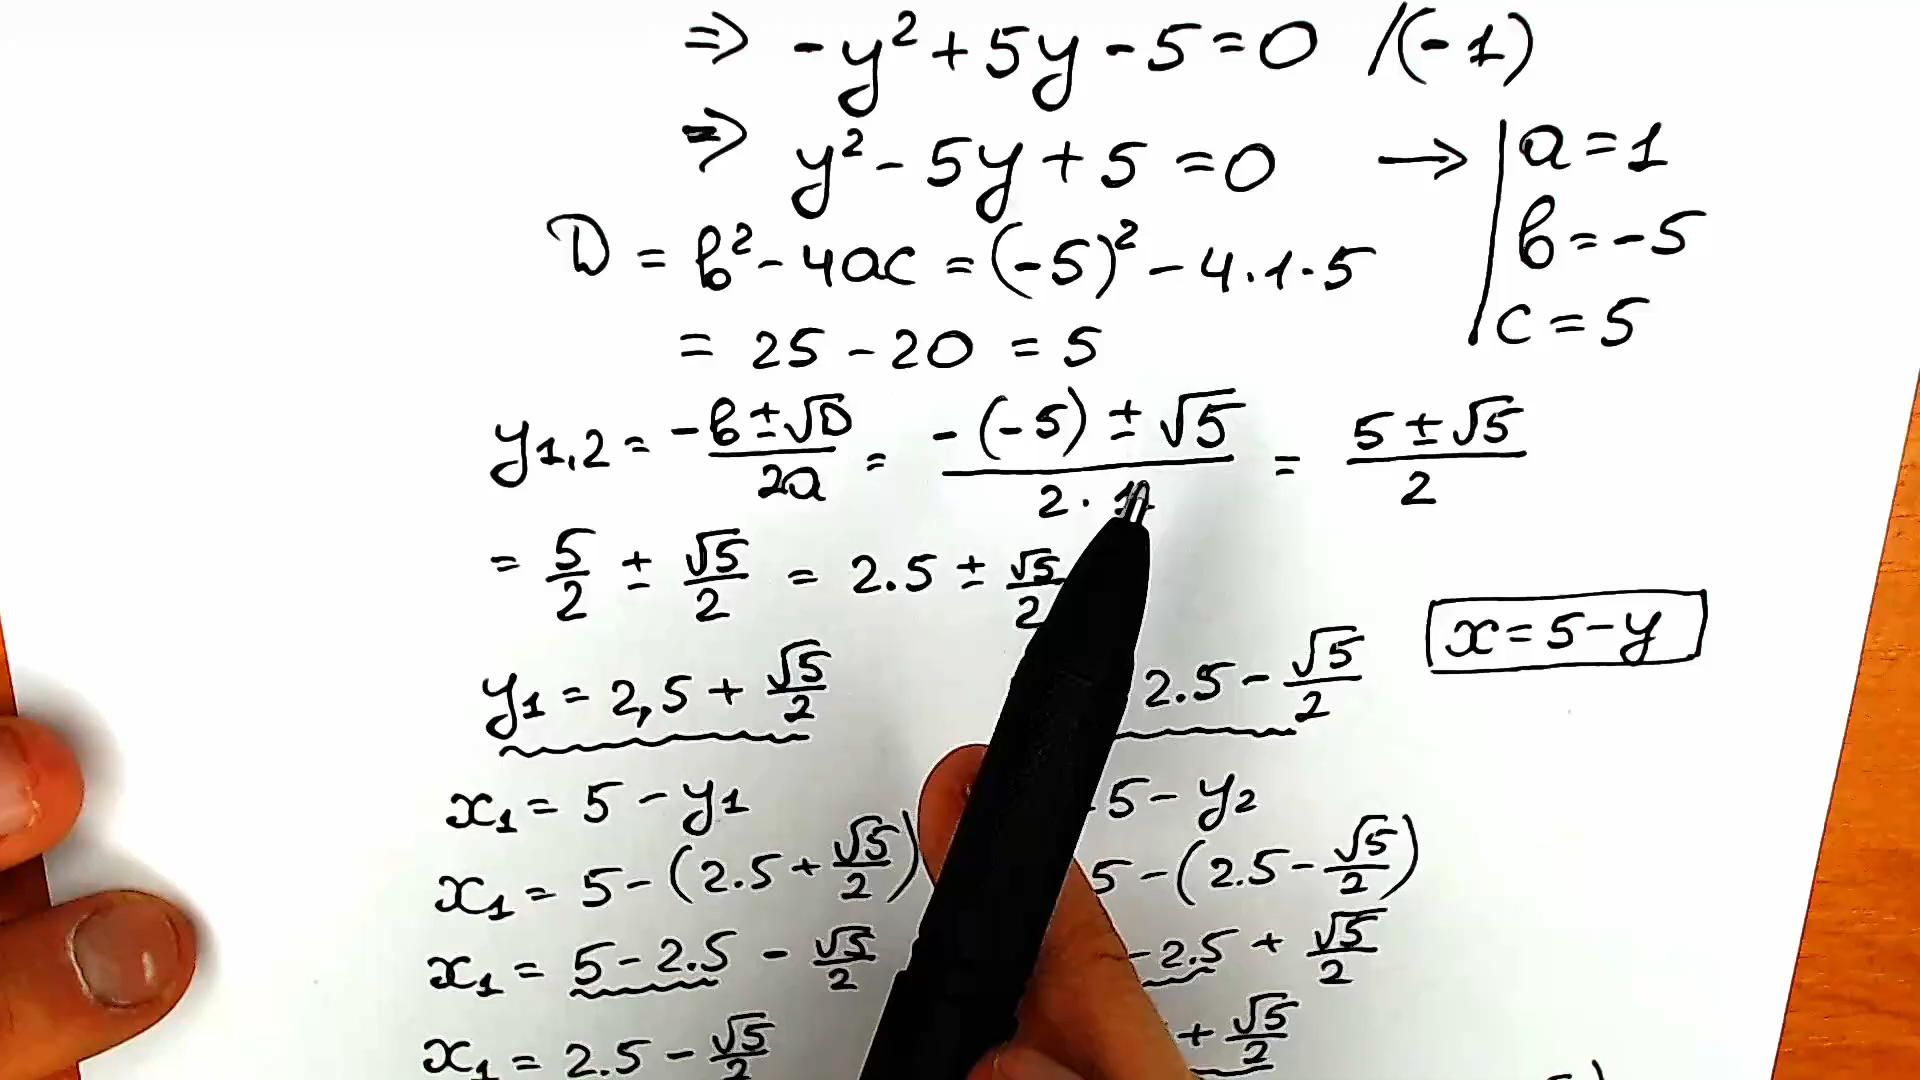 => -y² + 5y - 5 = 0 /(-1)
=> y² - 5y + 5 = 0 → | a = 1
b = -5
c = 5
D = b² - 4ac = (-5)² - 4·1·5
= 25 - 20 = 5
y1,2 = (-b ± √D)/2a = (-(-5) ± √5)/(2·1) = (5 ± √5)/2
= 5/2 ± √5/2 = 2.5 ± √5/2
x = 5 - y
y1 = 2,5 + √5/2 2.5 - √5/2
x1 = 5 - y1 5 - y2
x1 = 5 - (2.5 + √5/2) 5 - (2.5 - √5/2)
x1 = 5 - 2.5 - √5/2 - 2.5 + √5/2
x1 = 2.5 - √5/2 + √5/2